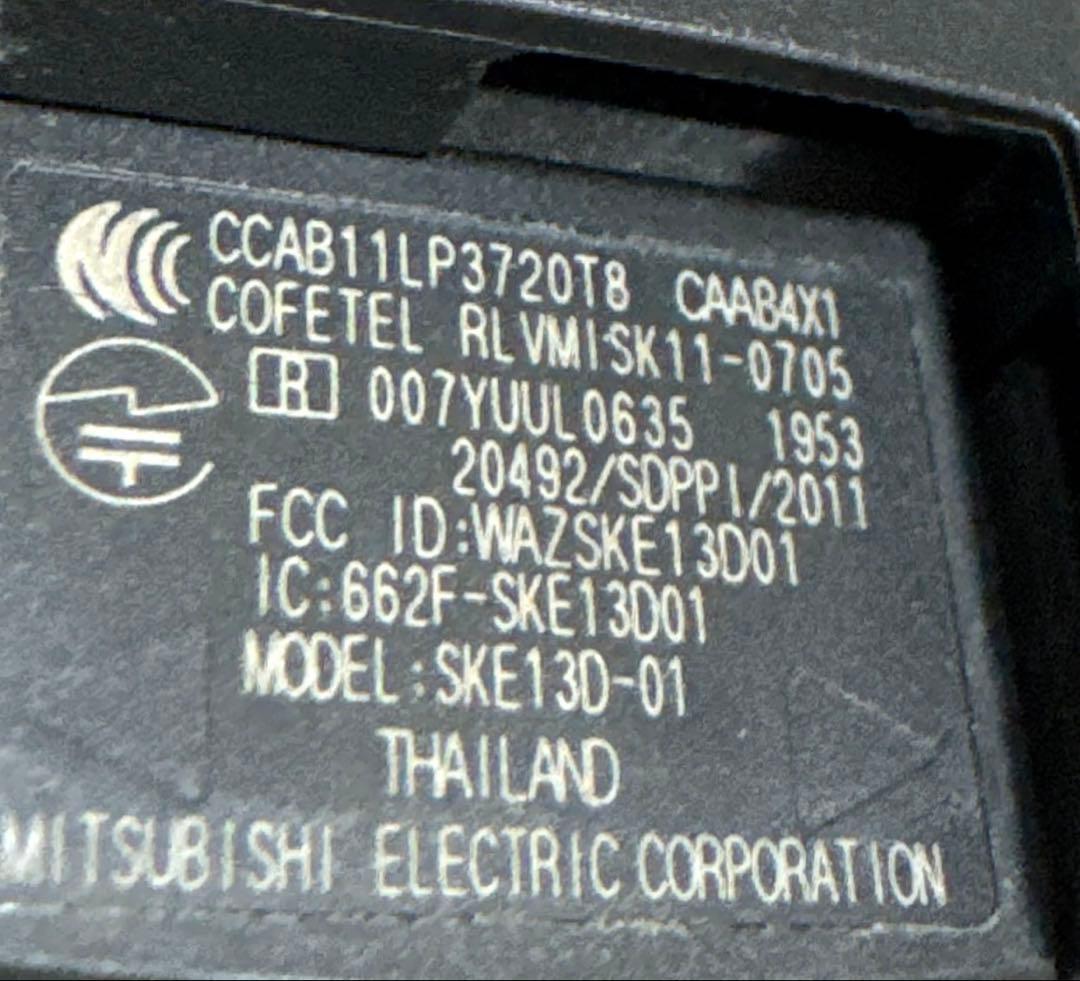 CCAB11LP3720T8 CAAB4X1
COFETEL RLVMISK11-0705
R 007YUUL0635 1953
20492/SDPPI/2011
FCC ID:WAZSKE13D01
IC:662F-SKE13D01
MODEL:SKE13D-01
THAILAND
MITSUBISHI ELECTRIC CORPORATION